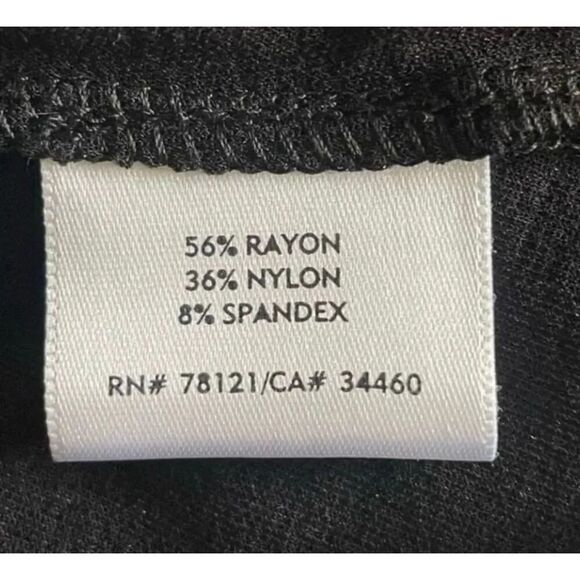 56% RAYON
36% NYLON
8% SPANDEX
RN# 78121/CA# 34460